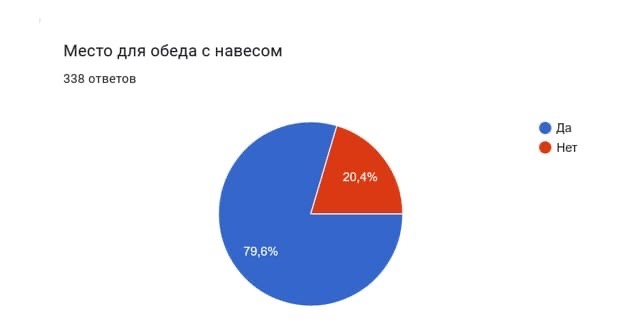 Место для обеда с навесом
338 ответов
Да
Нет
20,4%
79,6%